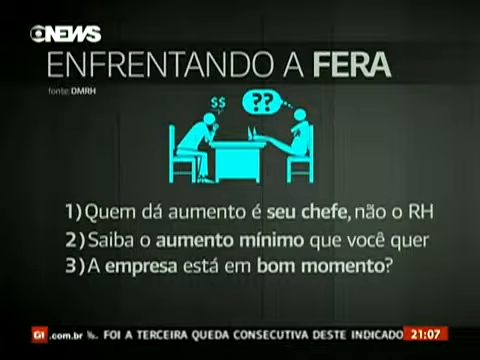 NEWS
ENFRENTANDO A FERA
fonte: DMRH
$$
??
1) Quem dá aumento é seu chefe, não o RH
2) Saiba o aumento mínimo que você quer
3) A empresa está em bom momento?
G1 .com.br FOI A TERCEIRA QUEDA CONSECUTIVA DESTE INDICADO 21:07